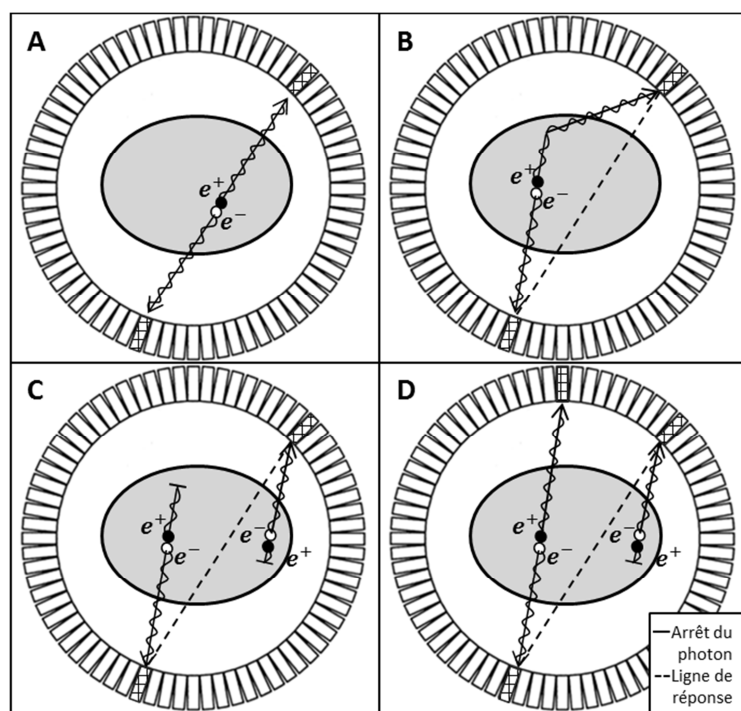 A
e⁺
e⁻
B
e⁺
e⁻
C
e⁺
e⁻
e⁻
e⁺
D
e⁺
e⁻
e⁻
e⁺
Arrêt du
photon
Ligne de
réponse